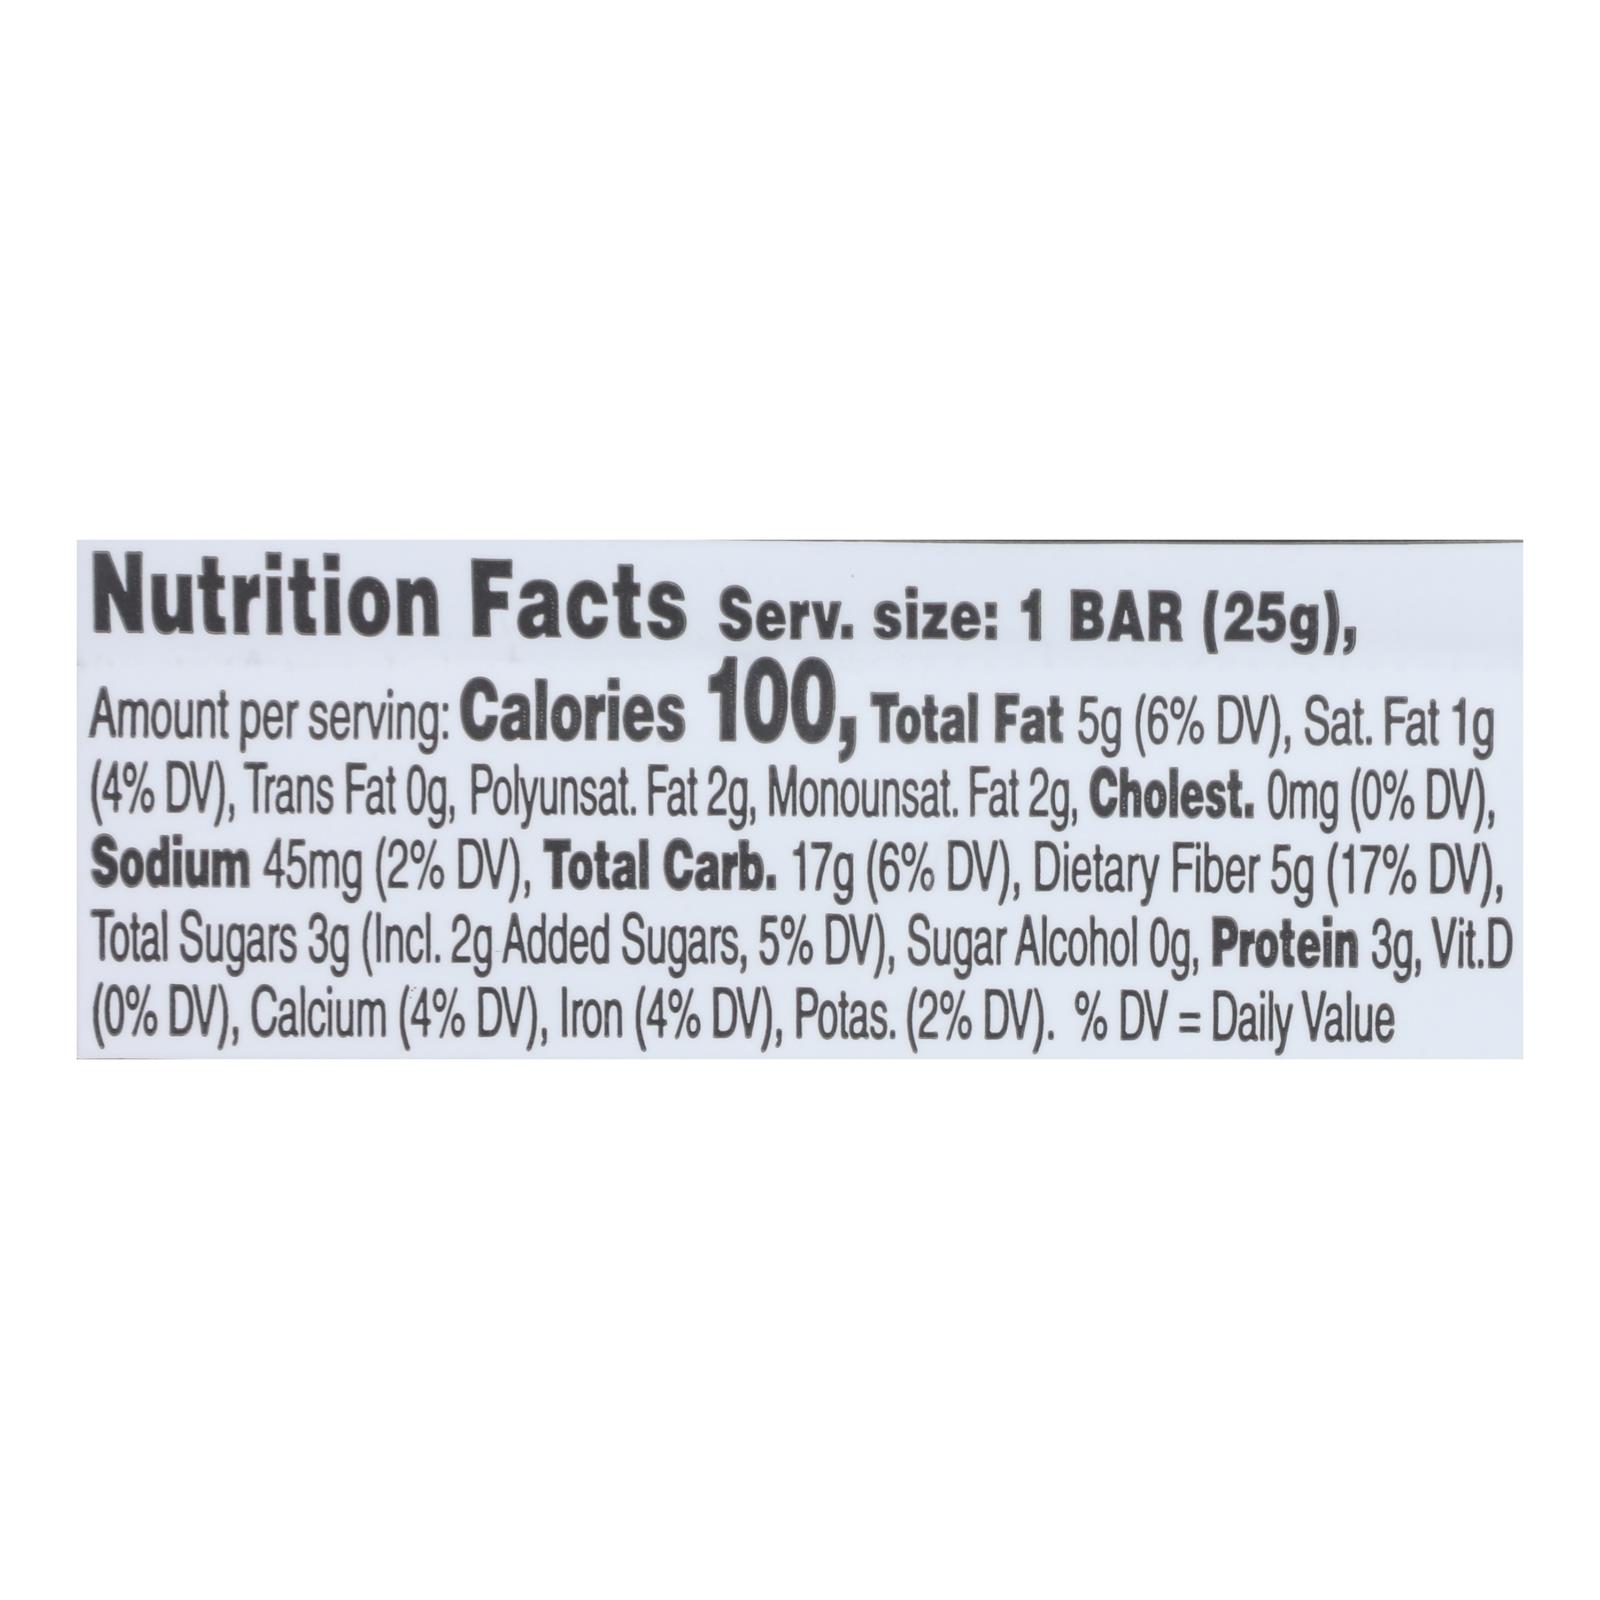 Nutrition Facts Serv. size: 1 BAR (25g),
Amount per serving: Calories 100, Total Fat 5g (6% DV), Sat. Fat 1g
(4% DV), Trans Fat 0g, Polyunsat. Fat 2g, Monounsat. Fat 2g, Cholest. 0mg (0% DV),
Sodium 45mg (2% DV), Total Carb. 17g (6% DV), Dietary Fiber 5g (17% DV),
Total Sugars 3g (Incl. 2g Added Sugars, 5% DV), Sugar Alcohol 0g, Protein 3g, Vit.D
(0% DV), Calcium (4% DV), Iron (4% DV), Potas. (2% DV). % DV = Daily Value